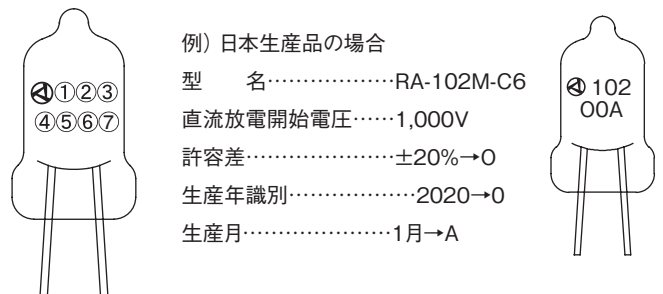 ①②③
④⑤⑥⑦
例）日本生産品の場合
型　　名………………RA-102M-C6
直流放電開始電圧……1,000V
許容差…………………±20%→O
生産年識別………………2020→0
生産月…………………1月→A
102
O0A